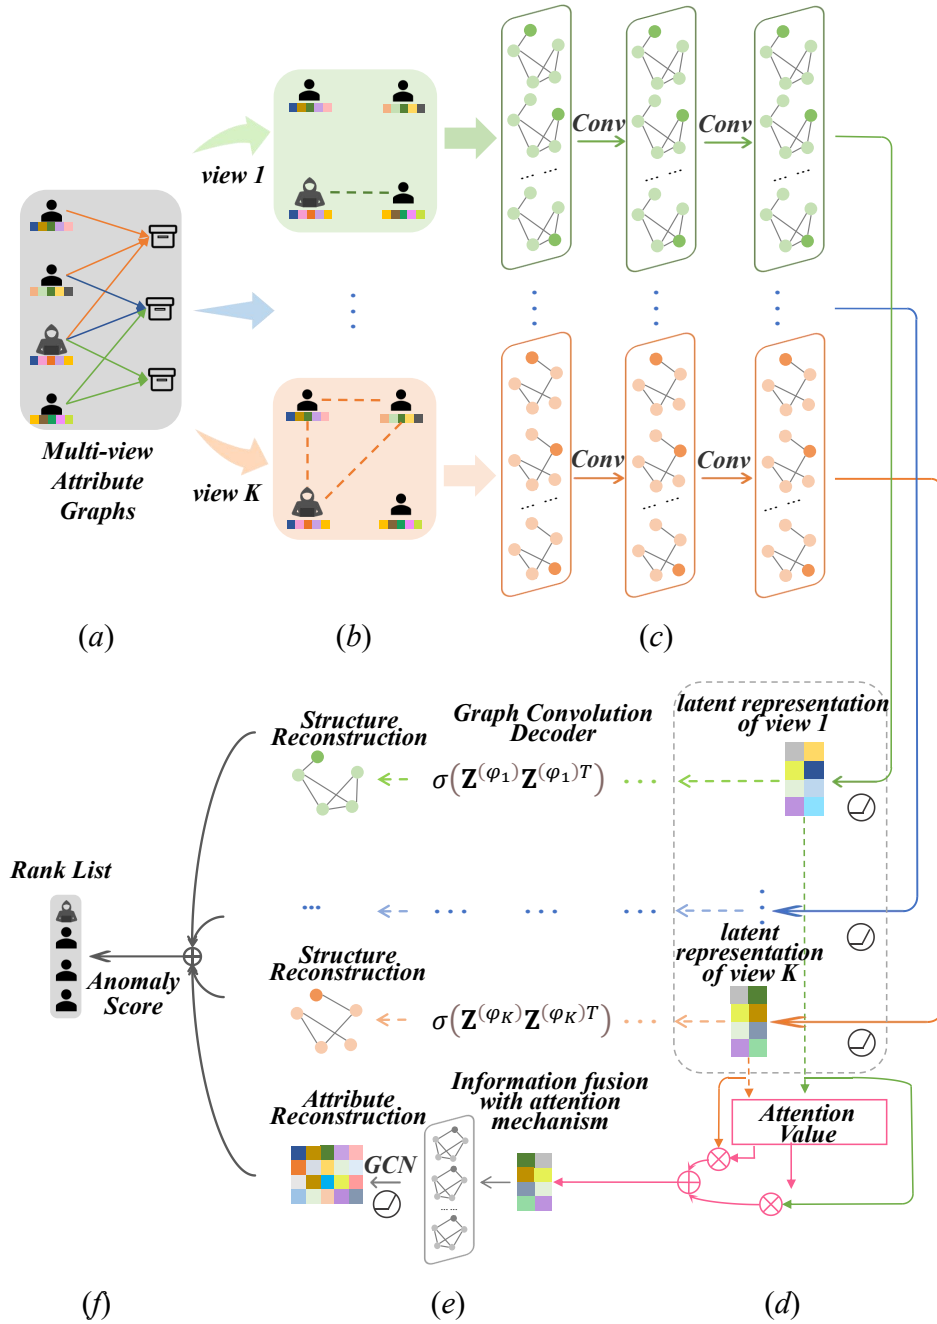 view 1
Conv
Conv
Multi-view
Attribute
Graphs
view K
Conv
Conv
(a)
(b)
(c)
Structure
Reconstruction
Graph Convolution
Decoder
latent representation
of view 1
σ(Z^(φ₁) Z^(φ₁)T)
Rank List
Anomaly
Score
Structure
Reconstruction
latent
representation
of view K
σ(Z^(φ_K) Z^(φ_K)T)
Attribute
Reconstruction
Information fusion
with attention
mechanism
Attention
Value
GCN
(f)
(e)
(d)